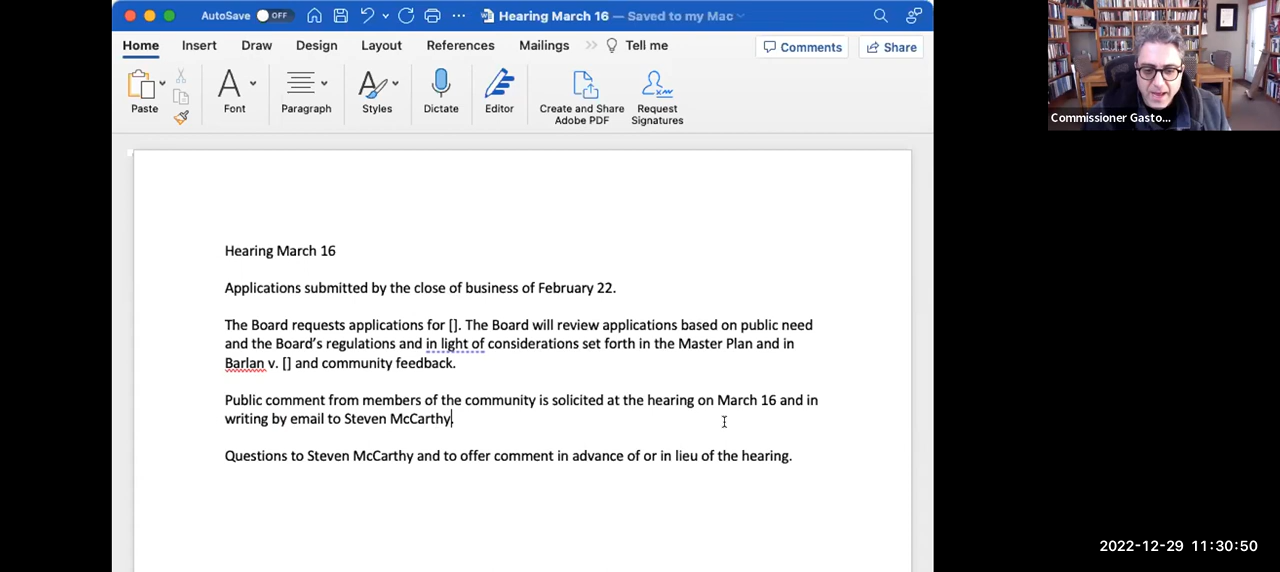 AutoSave OFF Hearing March 16 — Saved to my Mac
Home Insert Draw Design Layout References Mailings Tell me Comments Share
Paste Font Paragraph Styles Dictate Editor Create and Share Request
Adobe PDF Signatures
Commissioner Gasto...
Hearing March 16
Applications submitted by the close of business of February 22.
The Board requests applications for []. The Board will review applications based on public need
and the Board's regulations and in light of considerations set forth in the Master Plan and in
Barlan v. [] and community feedback.
Public comment from members of the community is solicited at the hearing on March 16 and in
writing by email to Steven McCarthy.
Questions to Steven McCarthy and to offer comment in advance of or in lieu of the hearing.
2022-12-29 11:30:50